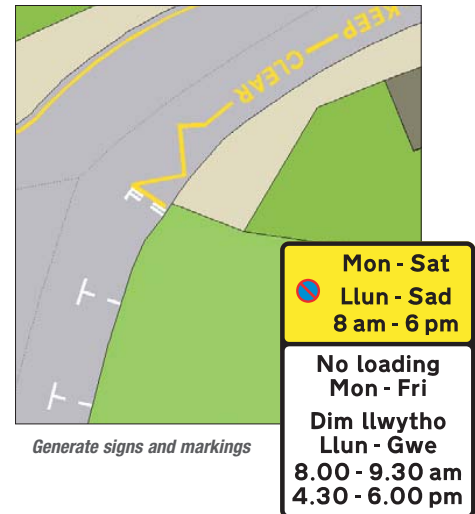 KEEP CLEAR
Mon - Sat
Llun - Sad
8 am - 6 pm
No loading
Mon - Fri
Dim llwytho
Llun - Gwe
8.00 - 9.30 am
4.30 - 6.00 pm
Generate signs and markings